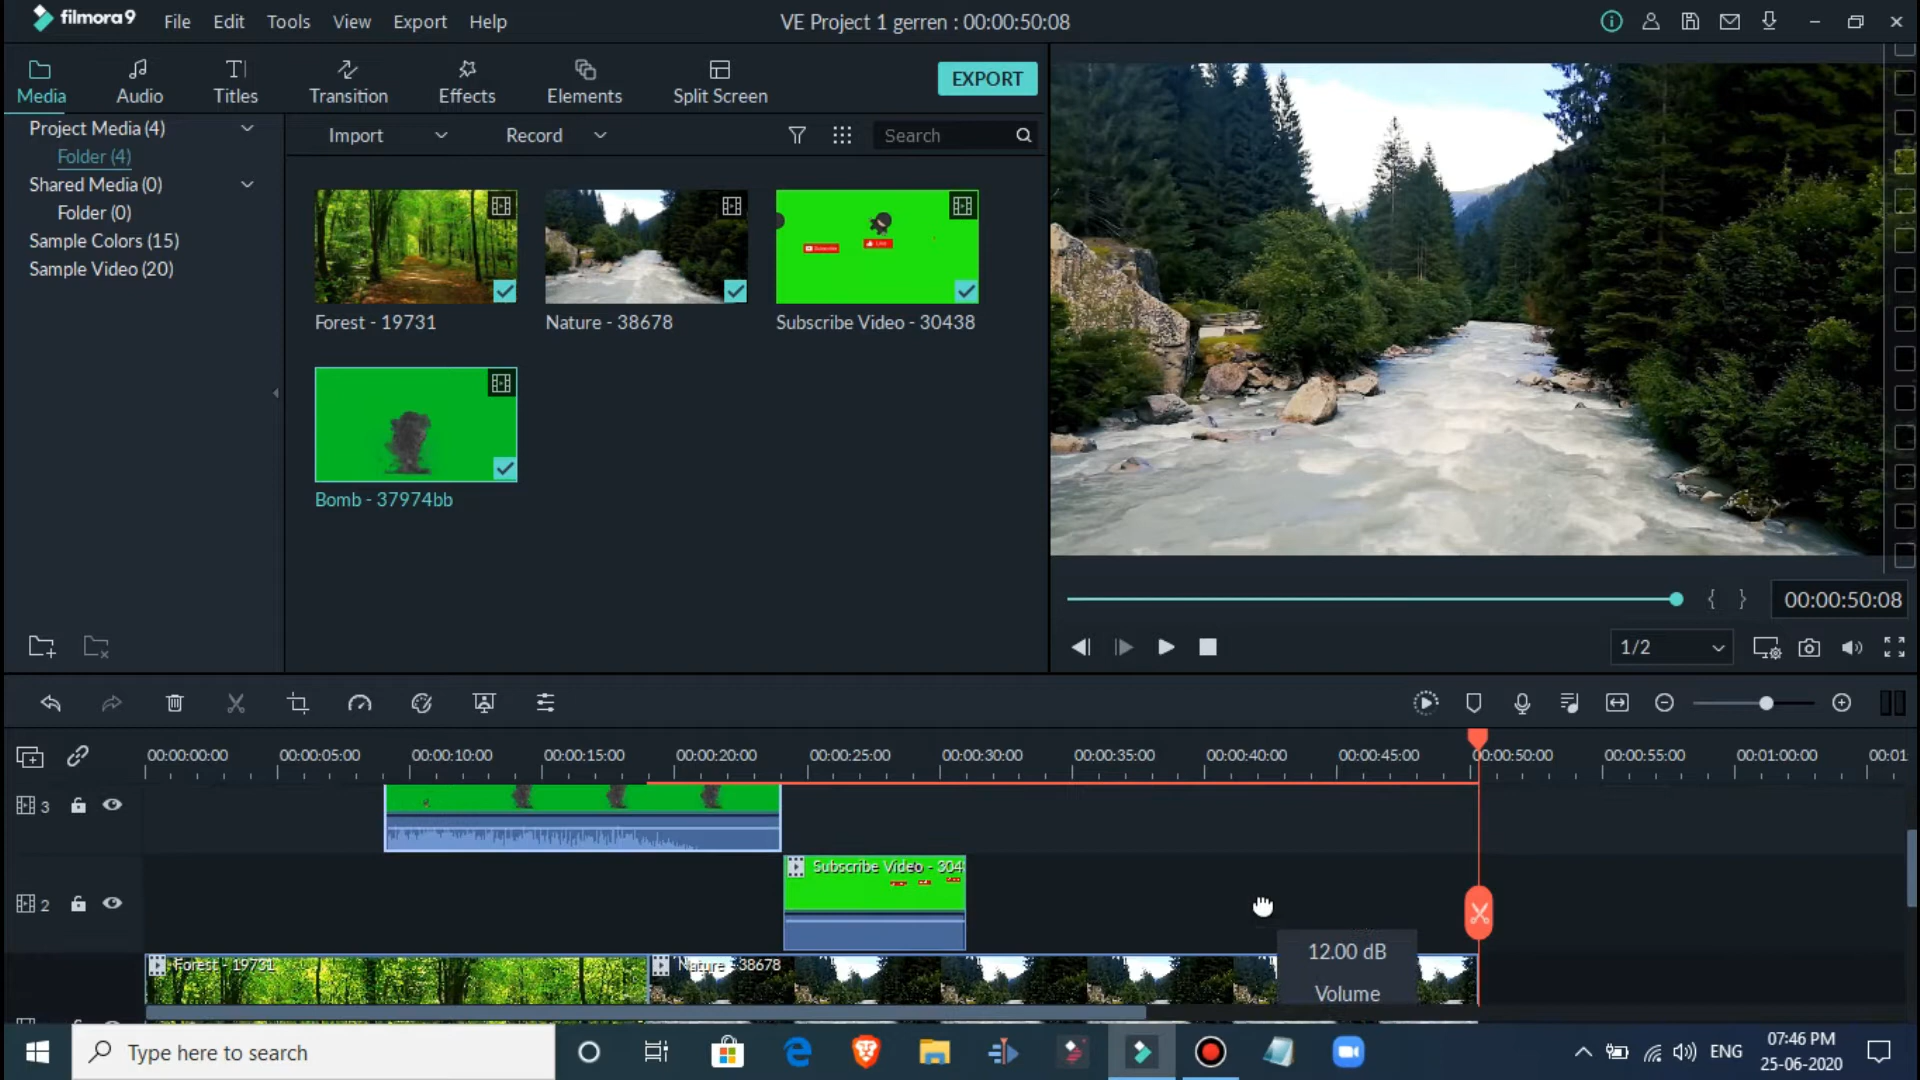 filmora9 File Edit Tools View Export Help VE Project 1 gerren : 00:00:50:08
Media Audio Titles Transition Effects Elements Split Screen EXPORT
Project Media (4)
Folder (4)
Shared Media (0)
Folder (0)
Sample Colors (15)
Sample Video (20)
Import Record Search
Forest - 19731 Nature - 38678 Subscribe Video - 30438
Bomb - 37974bb
{ } 00:00:50:08
1/2
00:00:00:00 00:00:05:00 00:00:10:00 00:00:15:00 00:00:20:00 00:00:25:00 00:00:30:00 00:00:35:00 00:00:40:00 00:00:45:00 00:00:50:00 00:00:55:00 00:01:00:00 00:01
3
Subscribe Video - 304
2
12.00 dB
Volume
Forest - 19731 Nature - 38678
Type here to search
ENG
07:46 PM
25-06-2020